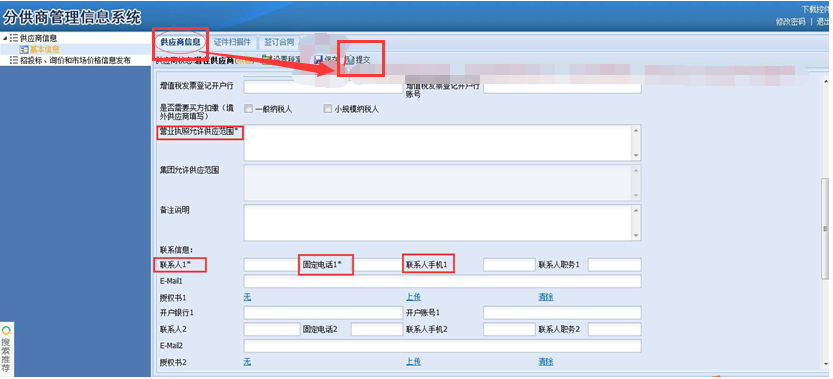 分供商管理信息系统
下载控件
修改密码 | 退出
供应商信息
基本信息
招投标、询价和市场价格信息发布
供应商信息 证件扫描件 签订合同
供应商状态:潜在供应商 设置税率 保存 提交
增值税发票登记开户行 增值税发票登记开户行
账号
是否需要买方扣缴(境 一般纳税人 小规模纳税人
外供应商填写)
营业执照允许供应范围*
集团允许供应范围
备注说明
联系信息:
联系人1* 固定电话1* 联系人手机1 联系人职务1
E-Mail1
授权书1 无 上传 清除
开户银行1 开户账号1
联系人2 固定电话2 联系人手机2 联系人职务2
E-Mail2
授权书2 无 上传 清除
搜索推荐